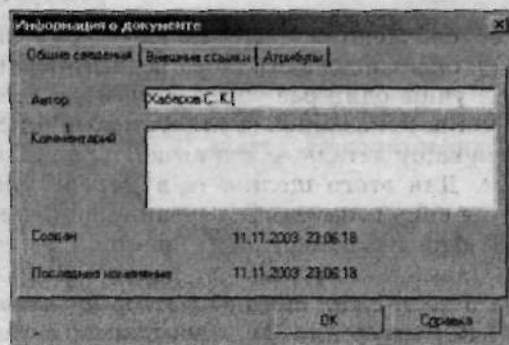 Информация о документе
Общие сведения Внешние ссылки Атрибуты
Автор Хаберов С. К.
Комментарий
Создан 11.11.2003 23:06:18
Последнее изменение 11.11.2003 23:06:18
OK Справка